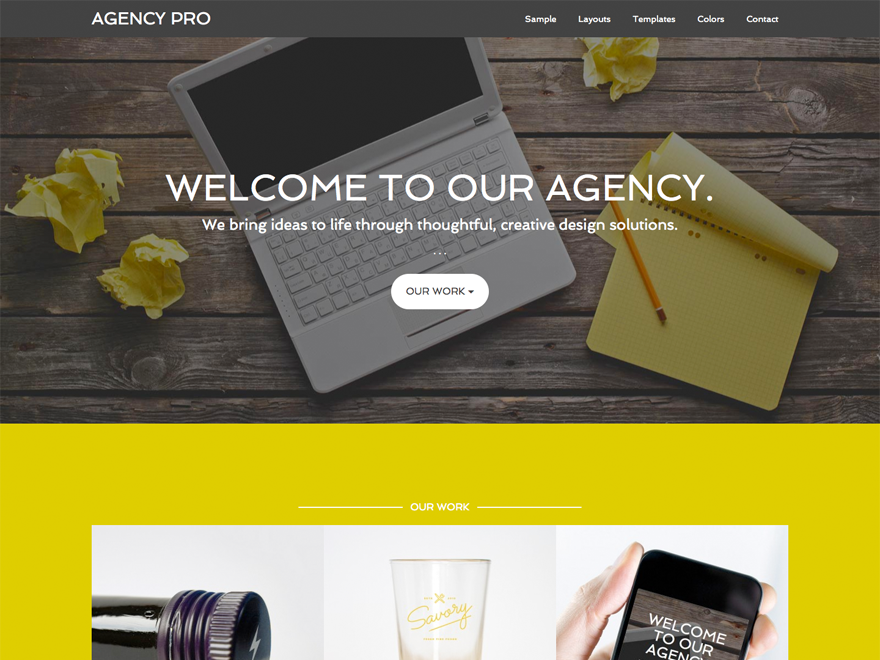 AGENCY PRO
Sample Layouts Templates Colors Contact
WELCOME TO OUR AGENCY.
We bring ideas to life through thoughtful, creative design solutions.
...
OUR WORK
OUR WORK
Savory
WELCOME
TO OUR
AGENCY.